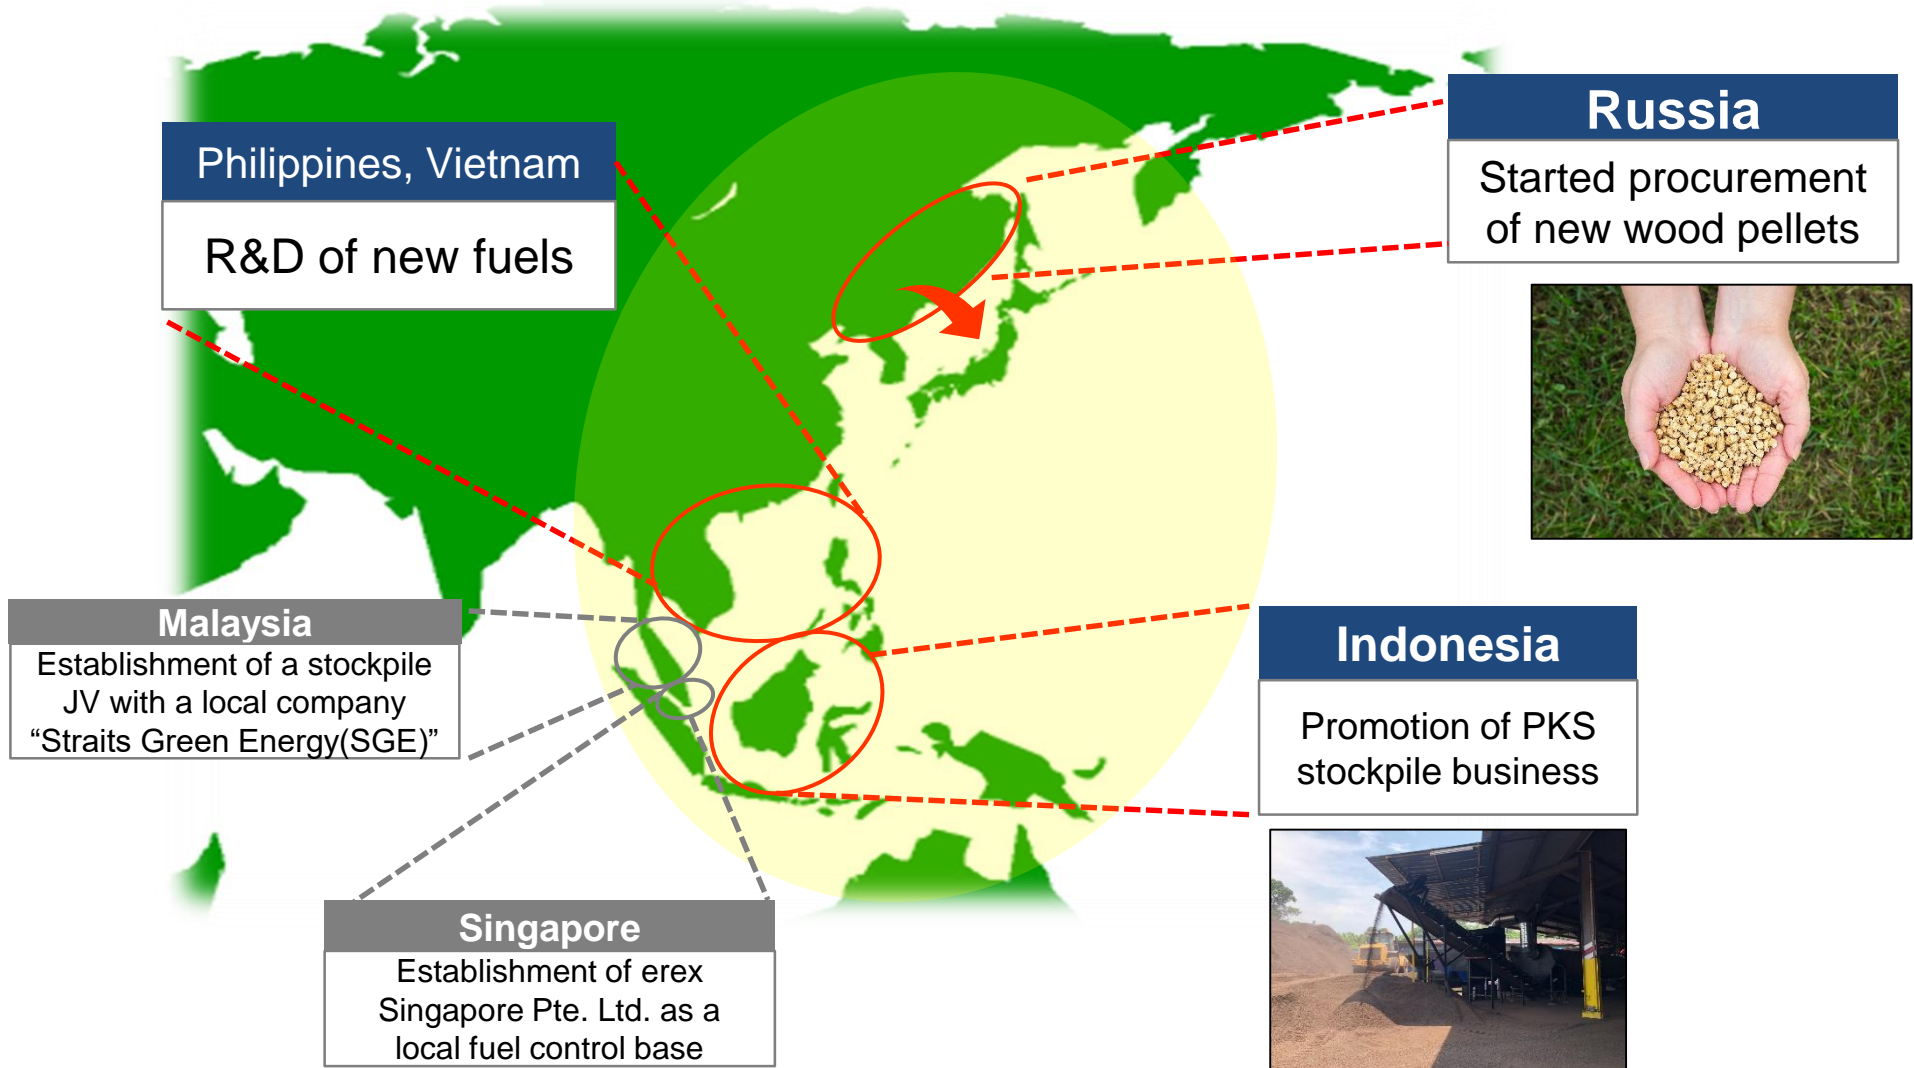 Russia
Started procurement
of new wood pellets
Philippines, Vietnam
R&D of new fuels
Malaysia
Establishment of a stockpile
JV with a local company
“Straits Green Energy(SGE)”
Indonesia
Promotion of PKS
stockpile business
Singapore
Establishment of erex
Singapore Pte. Ltd. as a
local fuel control base